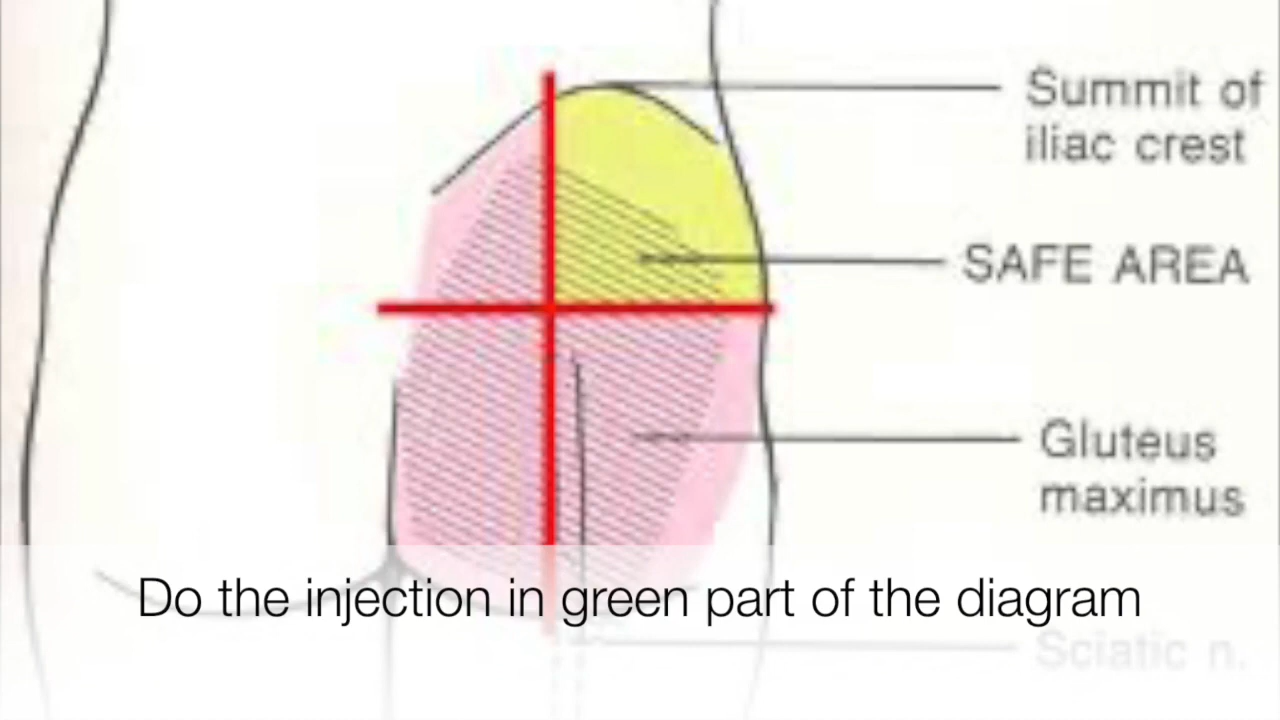 Summit of
iliac crest
SAFE AREA
Gluteus
maximus
Do the injection in green part of the diagram
Sciatic n.